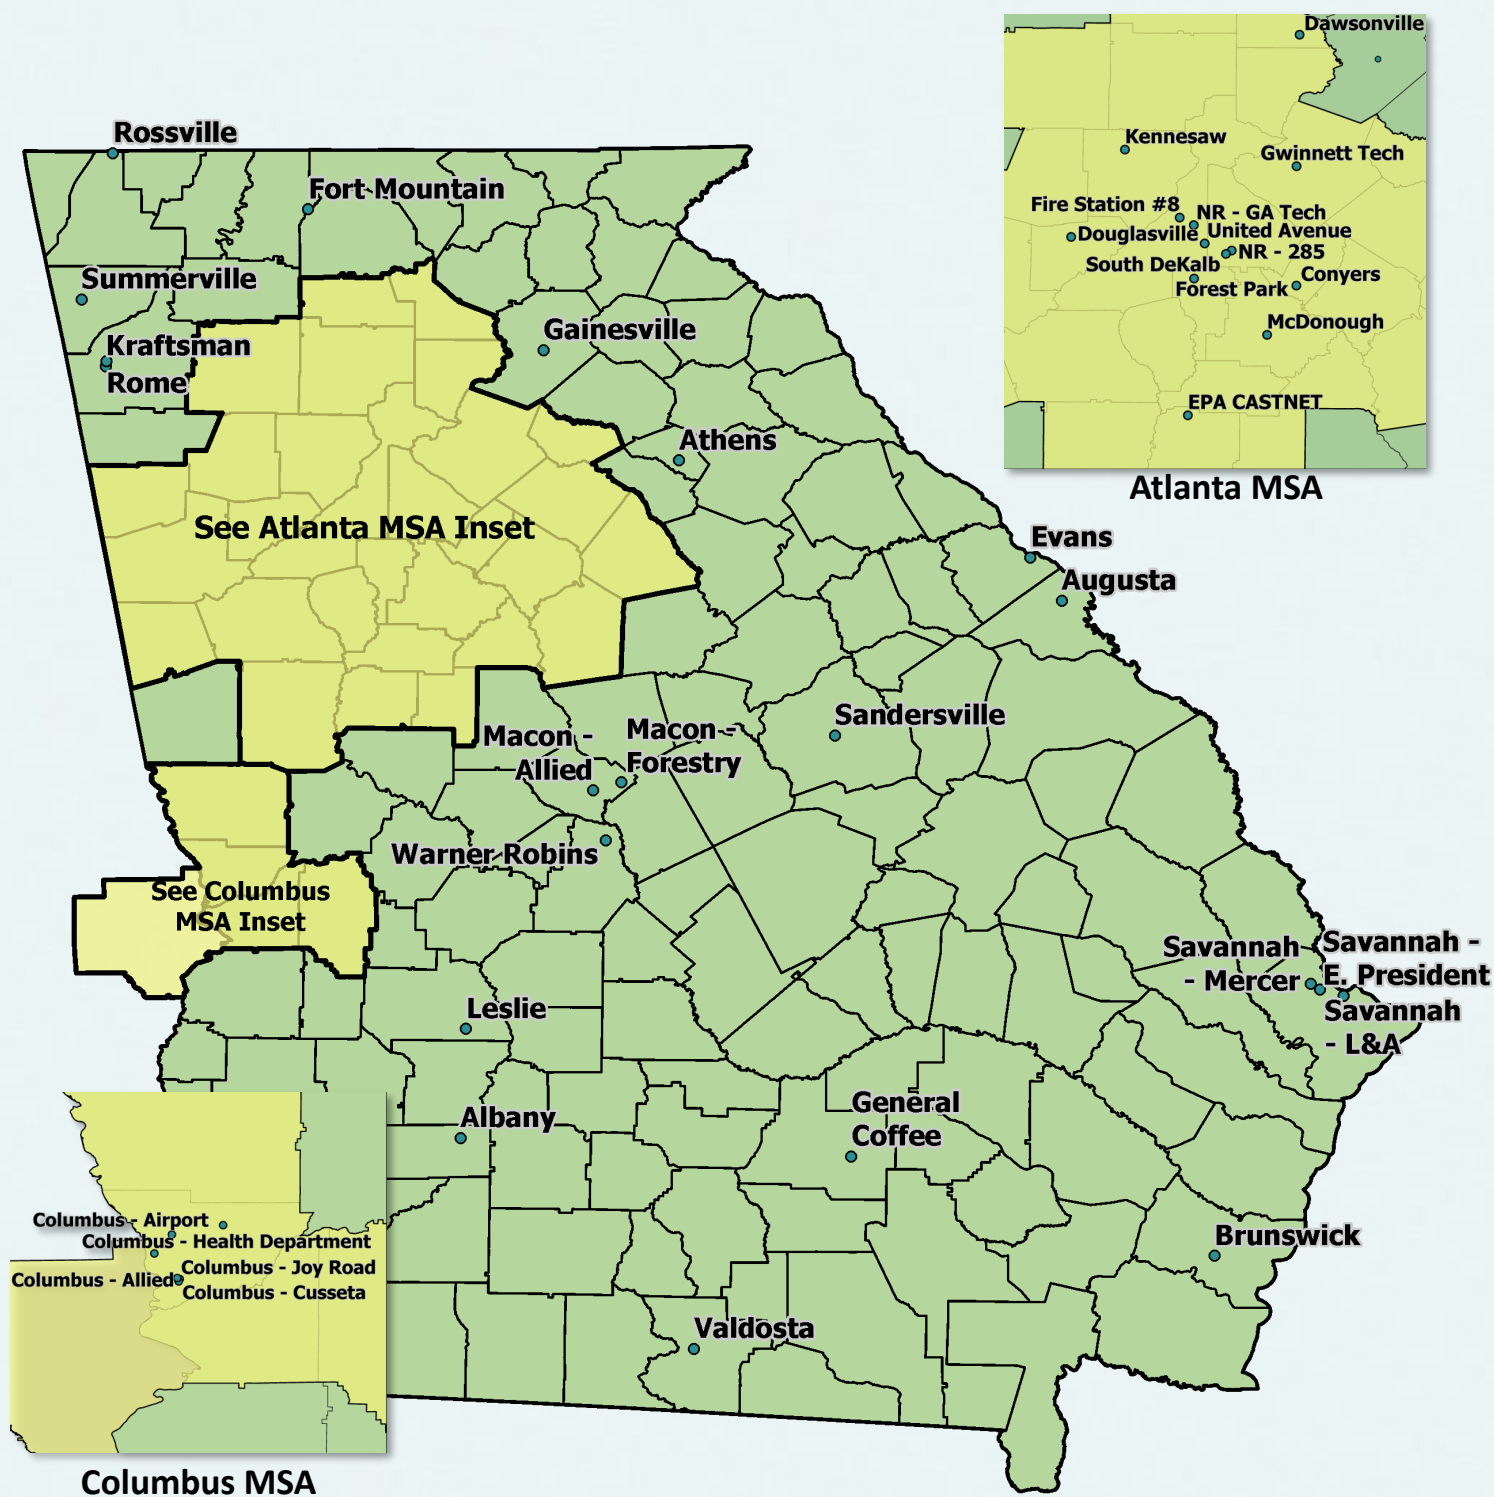 Dawsonville
Kennesaw
Gwinnett Tech
Fire Station #8
NR - GA Tech
Douglasville
United Avenue
NR - 285
South DeKalb
Conyers
Forest Park
McDonough
EPA CASTNET
Atlanta MSA
Rossville
Fort Mountain
Summerville
Gainesville
Kraftsman
Rome
Athens
See Atlanta MSA Inset
Evans
Augusta
Sandersville
Macon -
Allied
Macon -
Forestry
Warner Robins
See Columbus
MSA Inset
Savannah
- Mercer
Savannah -
E. President
Savannah
- L&A
Leslie
General
Coffee
Albany
Brunswick
Valdosta
Columbus - Airport
Columbus - Health Department
Columbus - Joy Road
Columbus - Allied
Columbus - Cusseta
Columbus MSA